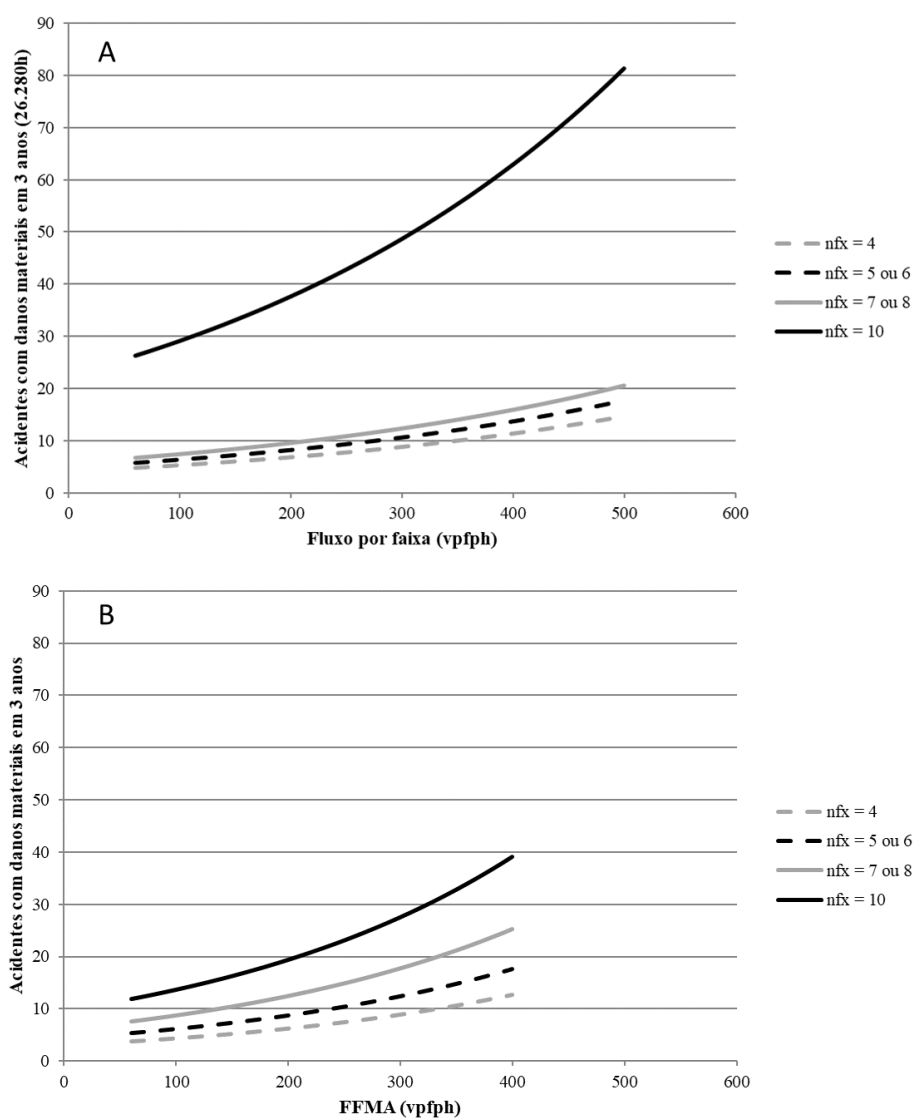 A
Acidentes com danos materiais em 3 anos (26.280h)
90
80
70
60
50
40
30
20
10
0
0 100 200 300 400 500 600
Fluxo por faixa (vpfph)
nfx = 4
nfx = 5 ou 6
nfx = 7 ou 8
nfx = 10
B
Acidentes com danos materiais em 3 anos
90
80
70
60
50
40
30
20
10
0
0 100 200 300 400 500 600
FFMA (vpfph)
nfx = 4
nfx = 5 ou 6
nfx = 7 ou 8
nfx = 10